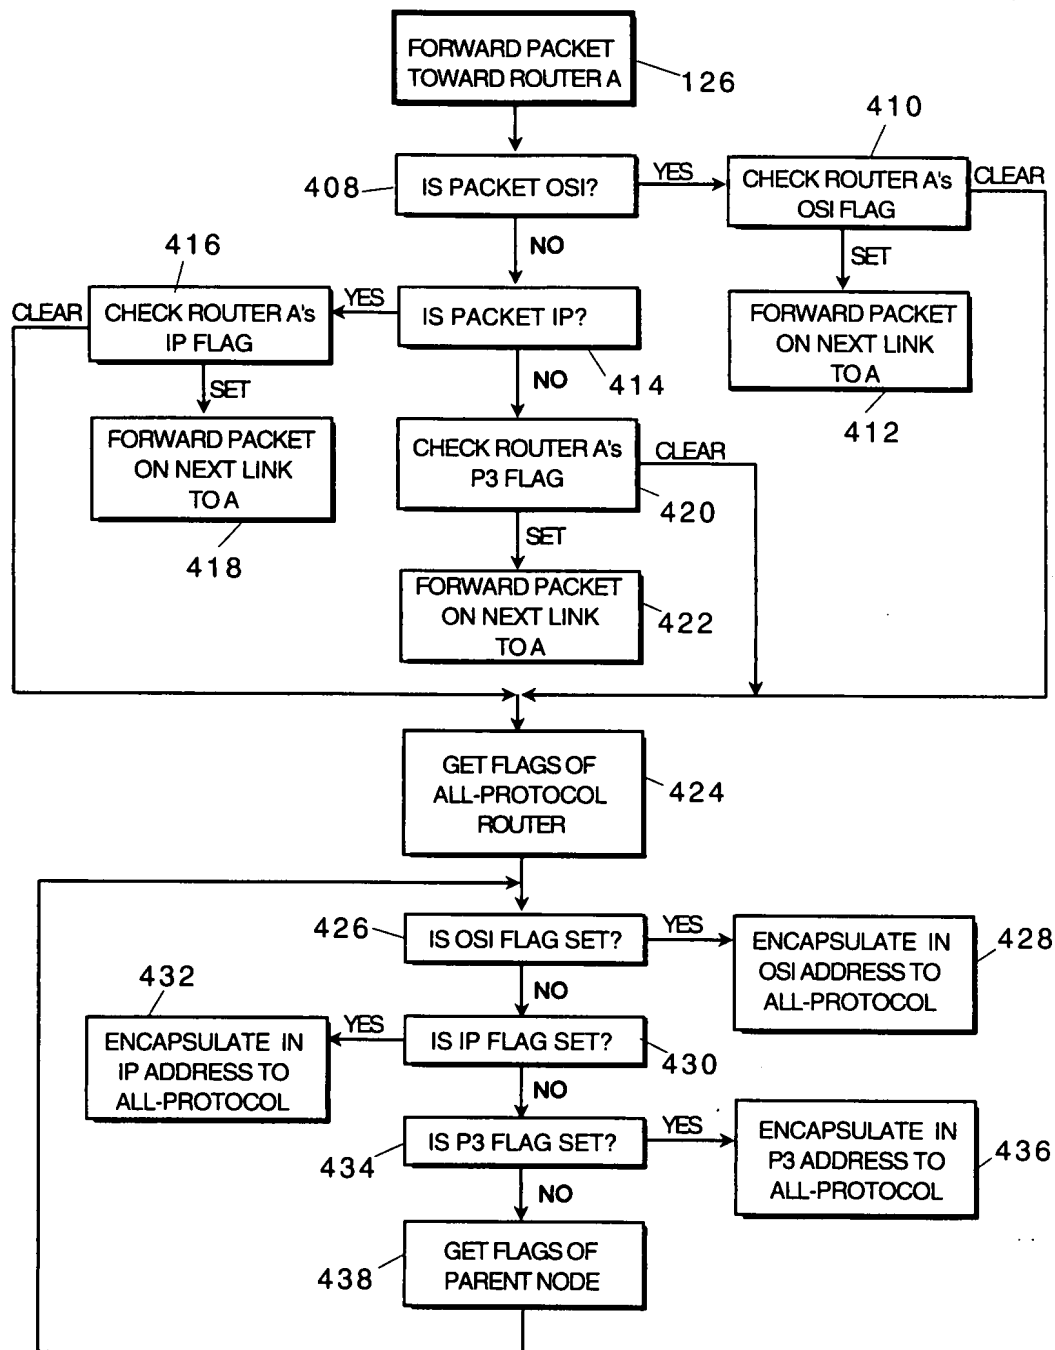 FORWARD PACKET
TOWARD ROUTER A
126
410
408
IS PACKET OSI?
YES
CHECK ROUTER A's
OSI FLAG
CLEAR
NO
SET
416
CLEAR
CHECK ROUTER A's
IP FLAG
YES
IS PACKET IP?
414
FORWARD PACKET
ON NEXT LINK
TO A
412
SET
NO
FORWARD PACKET
ON NEXT LINK
TO A
418
CHECK ROUTER A's
P3 FLAG
CLEAR
420
SET
FORWARD PACKET
ON NEXT LINK
TO A
422
GET FLAGS OF
ALL-PROTOCOL
ROUTER
424
426
IS OSI FLAG SET?
YES
ENCAPSULATE IN
OSI ADDRESS TO
ALL-PROTOCOL
428
NO
432
ENCAPSULATE IN
IP ADDRESS TO
ALL-PROTOCOL
YES
IS IP FLAG SET?
430
NO
434
IS P3 FLAG SET?
YES
ENCAPSULATE IN
P3 ADDRESS TO
ALL-PROTOCOL
436
NO
438
GET FLAGS OF
PARENT NODE